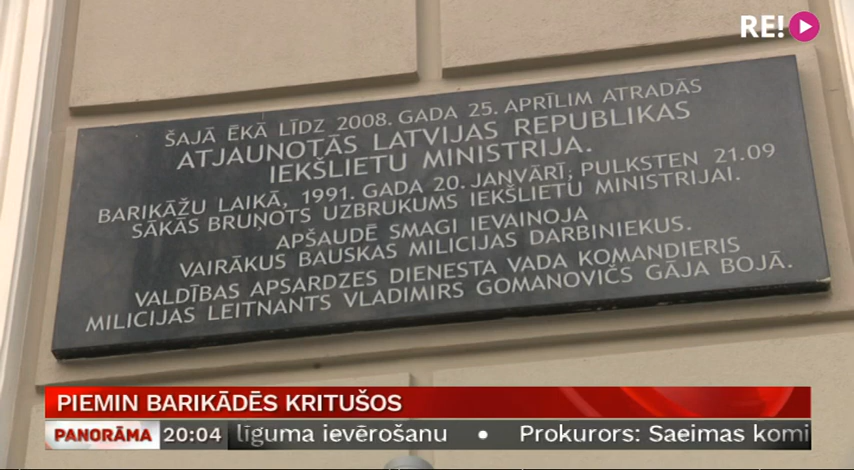 RE!
ŠAJĀ ĒKĀ LĪDZ 2008. GADA 25. APRĪLIM ATRADĀS
ATJAUNOTĀS LATVIJAS REPUBLIKAS
IEKŠLIETU MINISTRIJA.
BARIKĀŽU LAIKĀ, 1991. GADA 20. JANVĀRĪ, PULKSTEN 21.09
SĀKĀS BRUŅOTS UZBRUKUMS IEKŠLIETU MINISTRIJAI.
APŠAUDĒ SMAGI IEVAINOJA
VAIRĀKUS BAUSKAS MILICIJAS DARBINIEKUS.
VALDĪBAS APSARDZES DIENESTA VADA KOMANDIERIS
MILICIJAS LEITNANTS VLADIMIRS GOMANOVIČS GĀJA BOJĀ.
PIEMIN BARIKĀDĒS KRITUŠOS
PANORĀMA 20:04 līguma ievērošanu • Prokurors: Saeimas komi